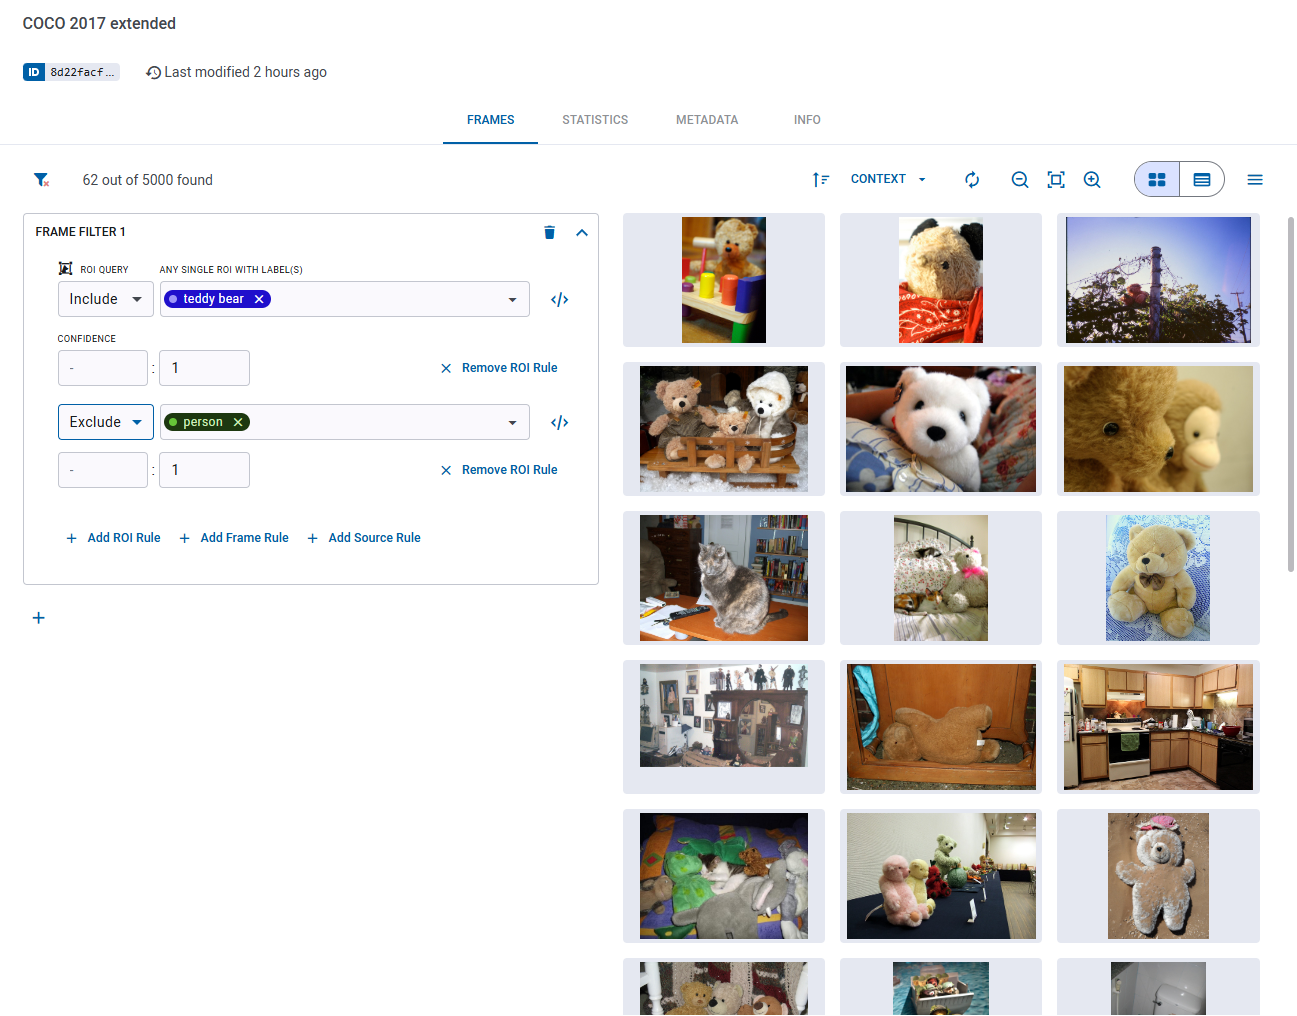 COCO 2017 extended
ID 8d22facf...
Last modified 2 hours ago
FRAMES STATISTICS METADATA INFO
62 out of 5000 found
CONTEXT
FRAME FILTER 1
ROI QUERY ANY SINGLE ROI WITH LABEL(S)
Include teddy bear </>
CONFIDENCE
- : 1 Remove ROI Rule
Exclude person </>
- : 1 Remove ROI Rule
+ Add ROI Rule + Add Frame Rule + Add Source Rule
+